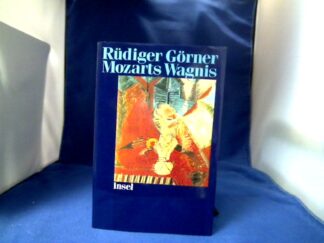 Rüdiger Görner
Mozarts Wagnis
Insel